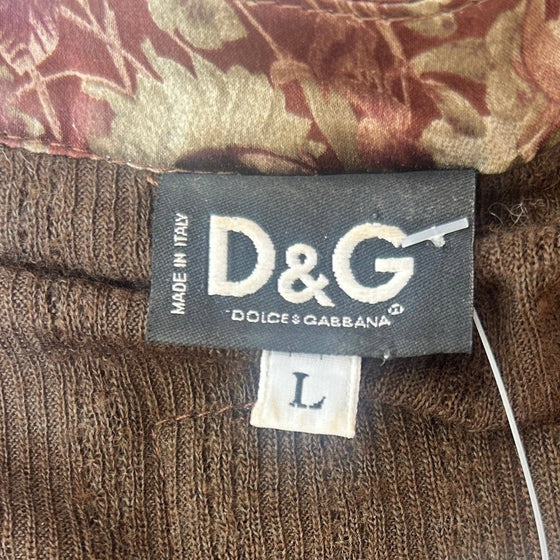 MADE IN ITALY
D&G
"DOLCE&GABBANA"
L